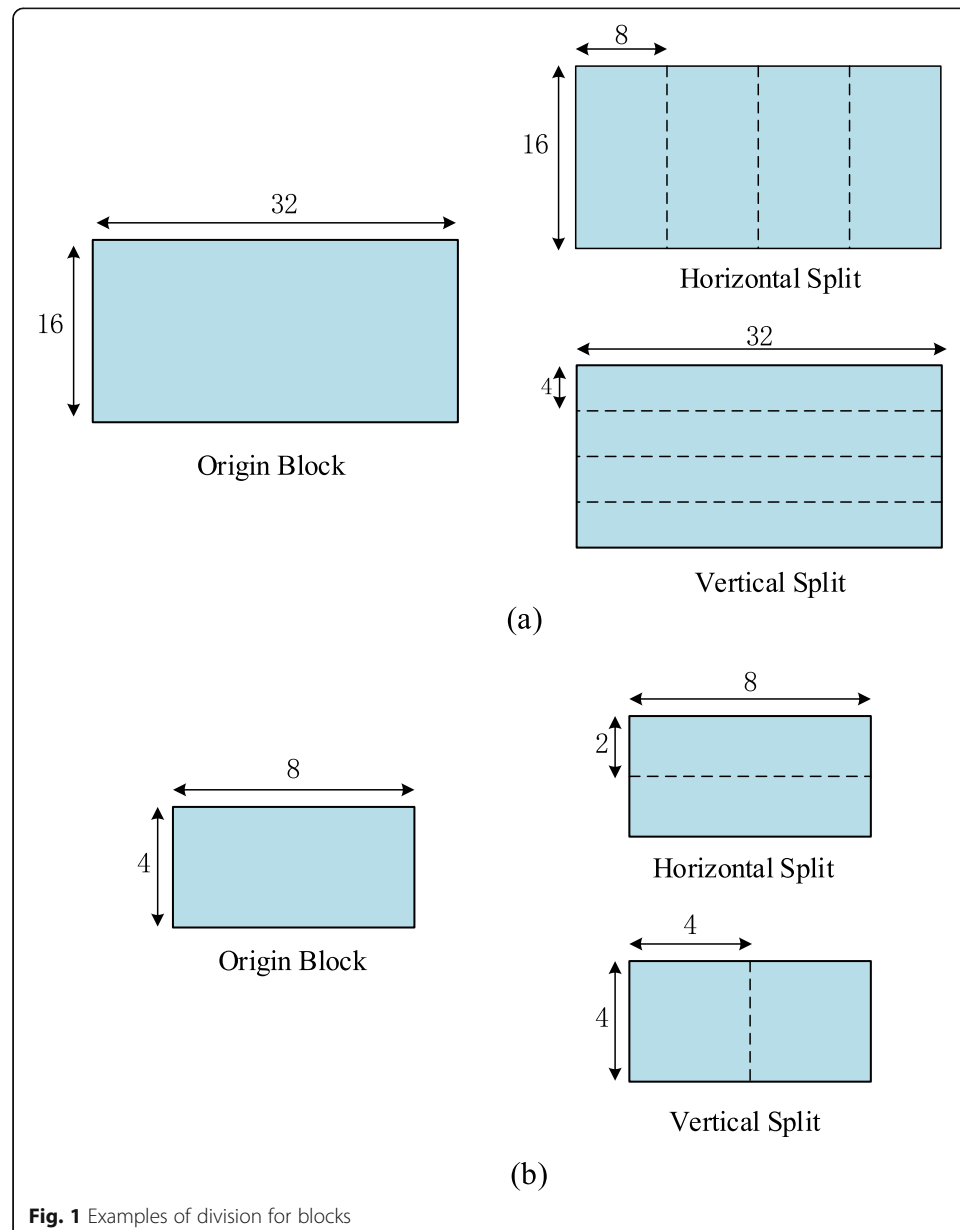 8
16
Horizontal Split
32
16
Origin Block
32
4
Vertical Split
(a)
8
4
Origin Block
8
2
Horizontal Split
4
4
Vertical Split
(b)
Fig. 1 Examples of division for blocks